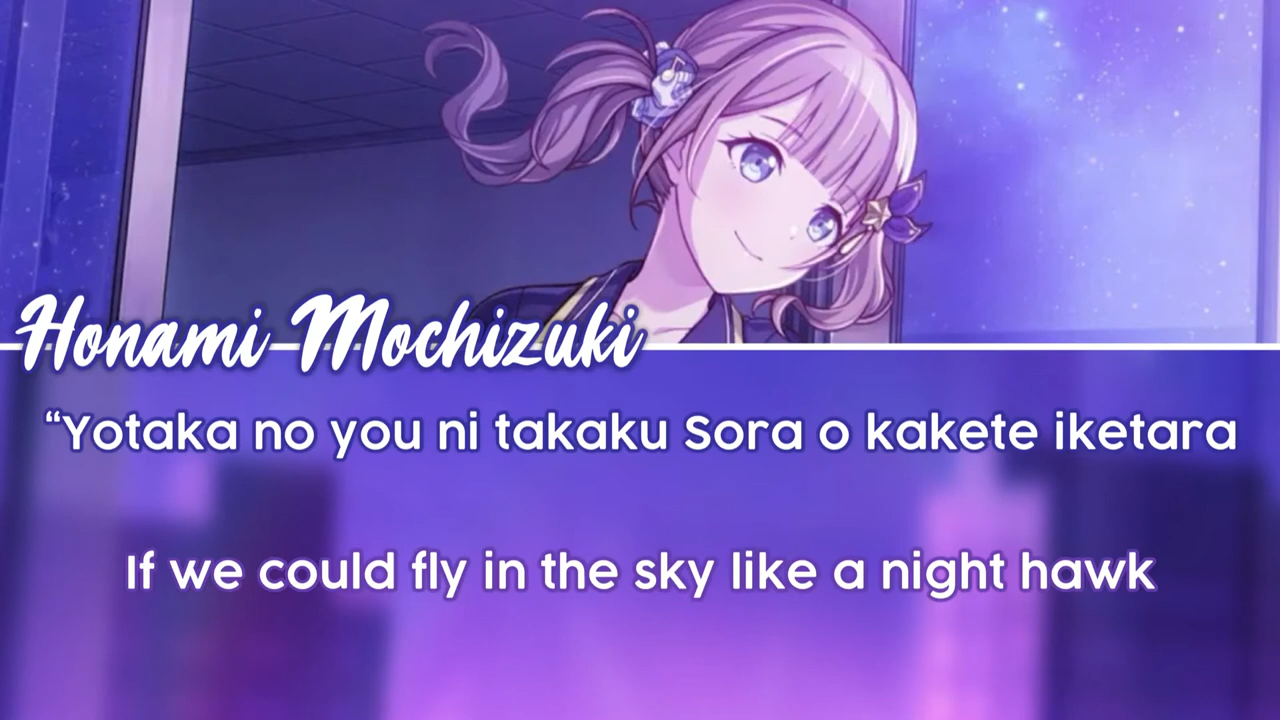 Honami Mochizuki
“Yotaka no you ni takaku sora o kakete iketara
If we could fly in the sky like a night hawk